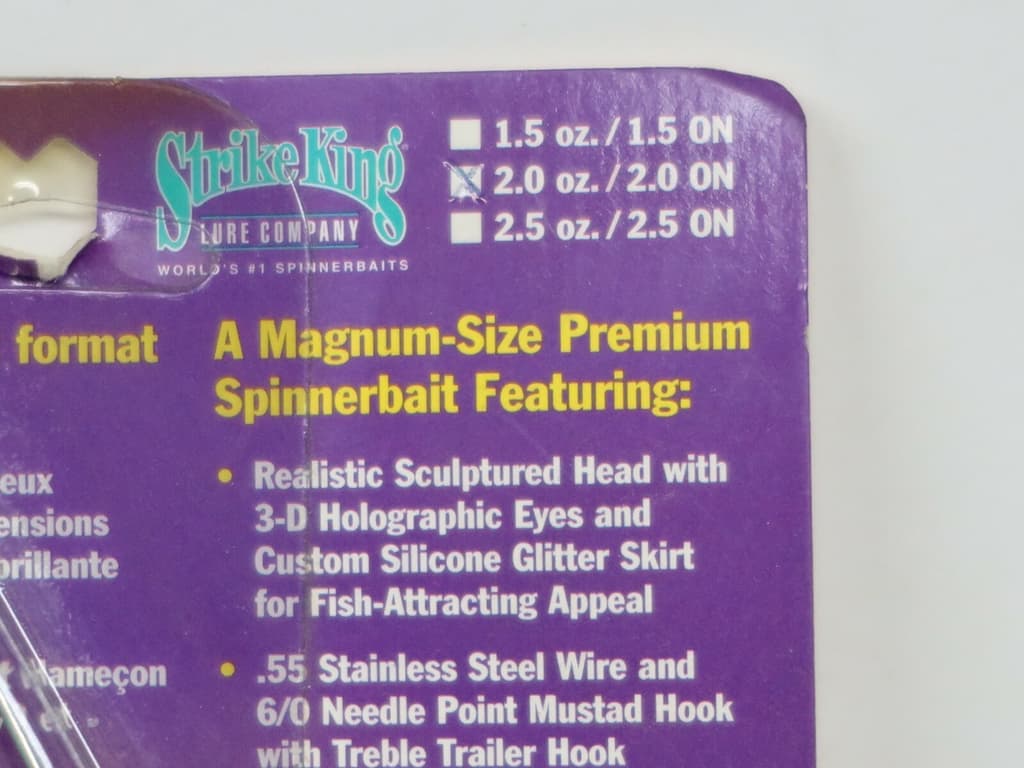 Strike King®
LURE COMPANY
WORLD'S #1 SPINNERBAITS
1.5 oz. / 1.5 ON
2.0 oz. / 2.0 ON
2.5 oz. / 2.5 ON
format
eux
ensions
brillante
hameçon
et
A Magnum-Size Premium
Spinnerbait Featuring:
• Realistic Sculptured Head with
3-D Holographic Eyes and
Custom Silicone Glitter Skirt
for Fish-Attracting Appeal
• .55 Stainless Steel Wire and
6/0 Needle Point Mustad Hook
with Treble Trailer Hook